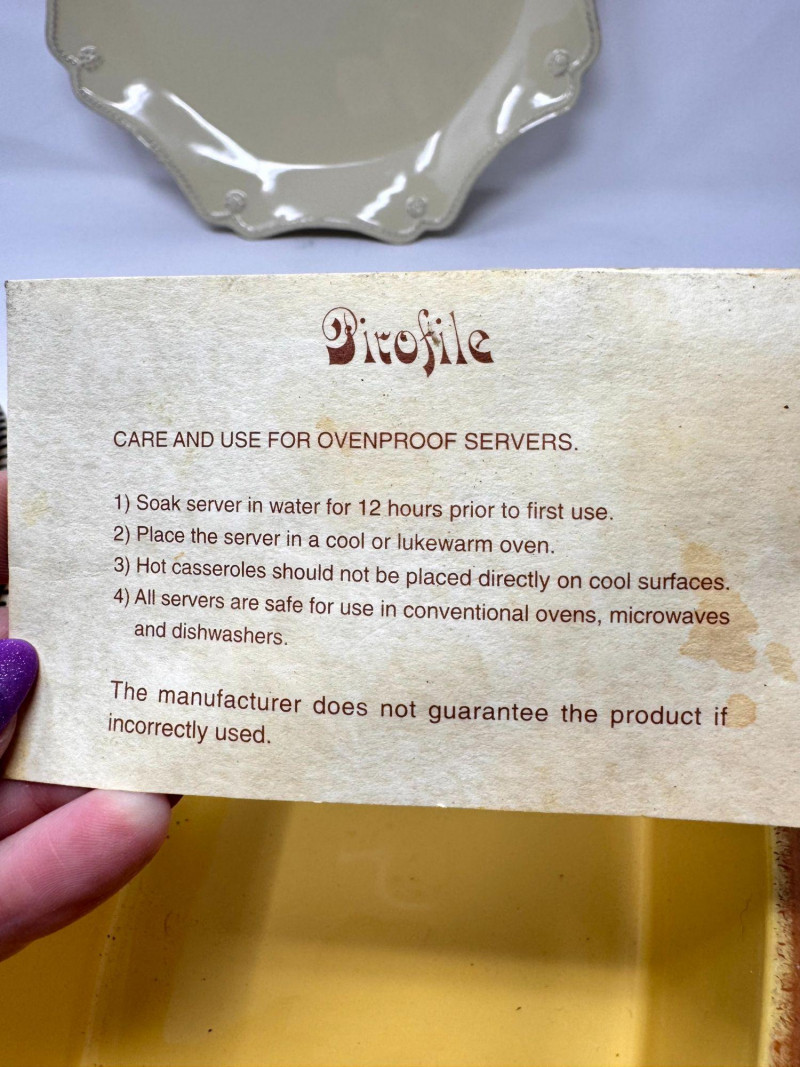 Pirofile
CARE AND USE FOR OVENPROOF SERVERS.
1) Soak server in water for 12 hours prior to first use.
2) Place the server in a cool or lukewarm oven.
3) Hot casseroles should not be placed directly on cool surfaces.
4) All servers are safe for use in conventional ovens, microwaves
and dishwashers.
The manufacturer does not guarantee the product if
incorrectly used.